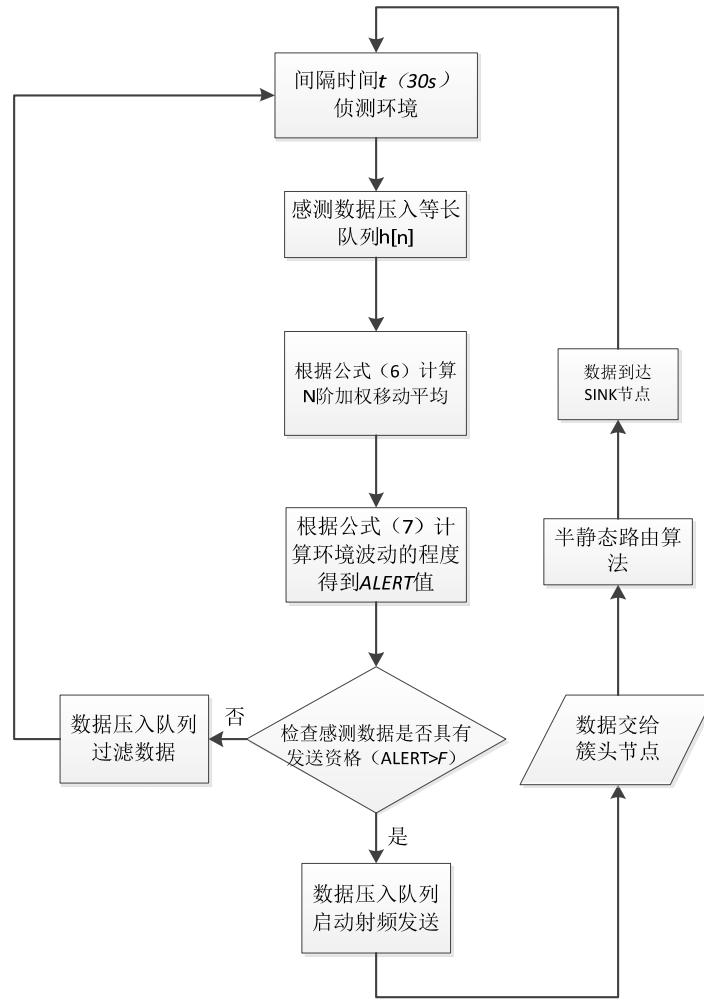 间隔时间t（30s）
侦测环境
感测数据压入等长
队列h[n]
根据公式（6）计算
N阶加权移动平均
根据公式（7）计
算环境波动的程度
得到ALERT值
检查感测数据是否具有
发送资格（ALERT>F）
否
数据压入队列
过滤数据
是
数据压入队列
启动射频发送
数据交给
簇头节点
半静态路由算
法
数据到达
SINK节点